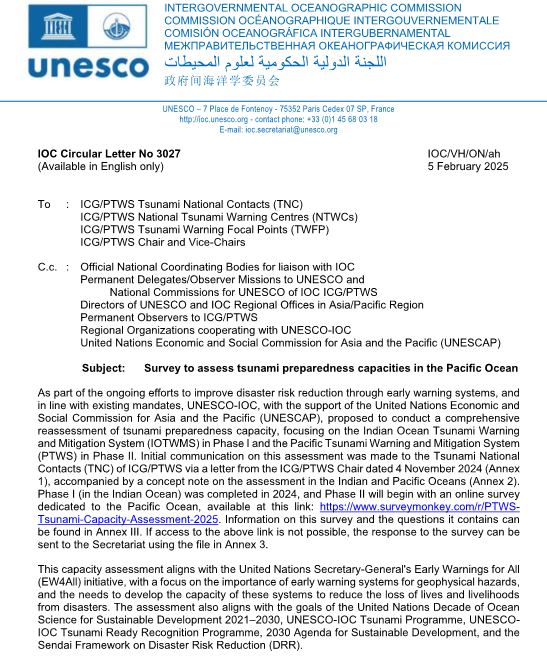 unesco
INTERGOVERNMENTAL OCEANOGRAPHIC COMMISSION
COMMISSION OCÉANOGRAPHIQUE INTERGOUVERNEMENTALE
COMISIÓN OCEANOGRÁFICA INTERGUBERNAMENTAL
МЕЖПРАВИТЕЛЬСТВЕННАЯ ОКЕАНОГРАФИЧЕСКАЯ КОМИССИЯ
اللجنة الدولية الحكومية لعلوم المحيطات
政府间海洋学委员会
UNESCO – 7 Place de Fontenoy - 75352 Paris Cedex 07 SP, France
http://ioc.unesco.org - contact phone: +33 (0)1 45 68 03 18
E-mail: ioc.secretariat@unesco.org
IOC Circular Letter No 3027 IOC/VH/ON/ah
(Available in English only) 5 February 2025
To : ICG/PTWS Tsunami National Contacts (TNC)
ICG/PTWS National Tsunami Warning Centres (NTWCs)
ICG/PTWS Tsunami Warning Focal Points (TWFP)
ICG/PTWS Chair and Vice-Chairs
C.c. : Official National Coordinating Bodies for liaison with IOC
Permanent Delegates/Observer Missions to UNESCO and
National Commissions for UNESCO of IOC ICG/PTWS
Directors of UNESCO and IOC Regional Offices in Asia/Pacific Region
Permanent Observers to ICG/PTWS
Regional Organizations cooperating with UNESCO-IOC
United Nations Economic and Social Commission for Asia and the Pacific (UNESCAP)
Subject: Survey to assess tsunami preparedness capacities in the Pacific Ocean
As part of the ongoing efforts to improve disaster risk reduction through early warning systems, and
in line with existing mandates, UNESCO-IOC, with the support of the United Nations Economic and
Social Commission for Asia and the Pacific (UNESCAP), proposed to conduct a comprehensive
reassessment of tsunami preparedness capacity, focusing on the Indian Ocean Tsunami Warning
and Mitigation System (IOTWMS) in Phase I and the Pacific Tsunami Warning and Mitigation System
(PTWS) in Phase II. Initial communication on this assessment was made to the Tsunami National
Contacts (TNC) of ICG/PTWS via a letter from the ICG/PTWS Chair dated 4 November 2024 (Annex
1), accompanied by a concept note on the assessment in the Indian and Pacific Oceans (Annex 2).
Phase I (in the Indian Ocean) was completed in 2024, and Phase II will begin with an online survey
dedicated to the Pacific Ocean, available at this link: https://www.surveymonkey.com/r/PTWS-
Tsunami-Capacity-Assessment-2025. Information on this survey and the questions it contains can
be found in Annex III. If access to the above link is not possible, the response to the survey can be
sent to the Secretariat using the file in Annex 3.
This capacity assessment aligns with the United Nations Secretary-General's Early Warnings for All
(EW4All) initiative, with a focus on the importance of early warning systems for geophysical hazards,
and the needs to develop the capacity of these systems to reduce the loss of lives and livelihoods
from disasters. The assessment also aligns with the goals of the United Nations Decade of Ocean
Science for Sustainable Development 2021–2030, UNESCO-IOC Tsunami Programme, UNESCO-
IOC Tsunami Ready Recognition Programme, 2030 Agenda for Sustainable Development, and the
Sendai Framework on Disaster Risk Reduction (DRR).